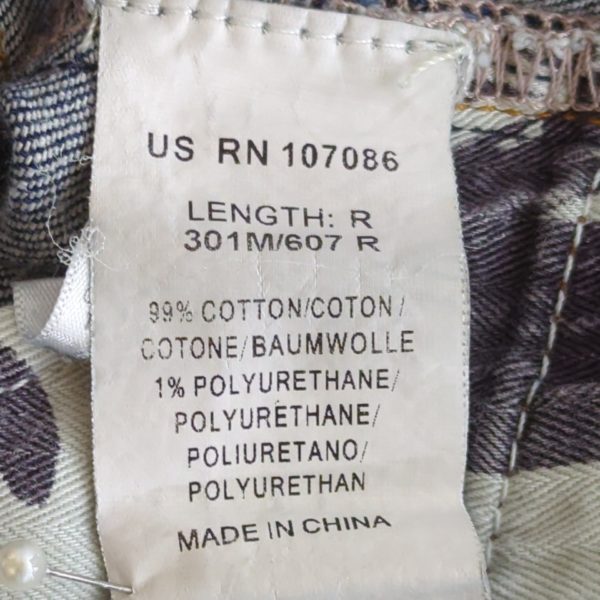 US RN 107086
LENGTH: R
301M/607 R
99% COTTON/COTON/
COTONE/BAUMWOLLE
1% POLYURETHANE/
POLYURÉTHANE/
POLIURETANO/
POLYURETHAN
MADE IN CHINA